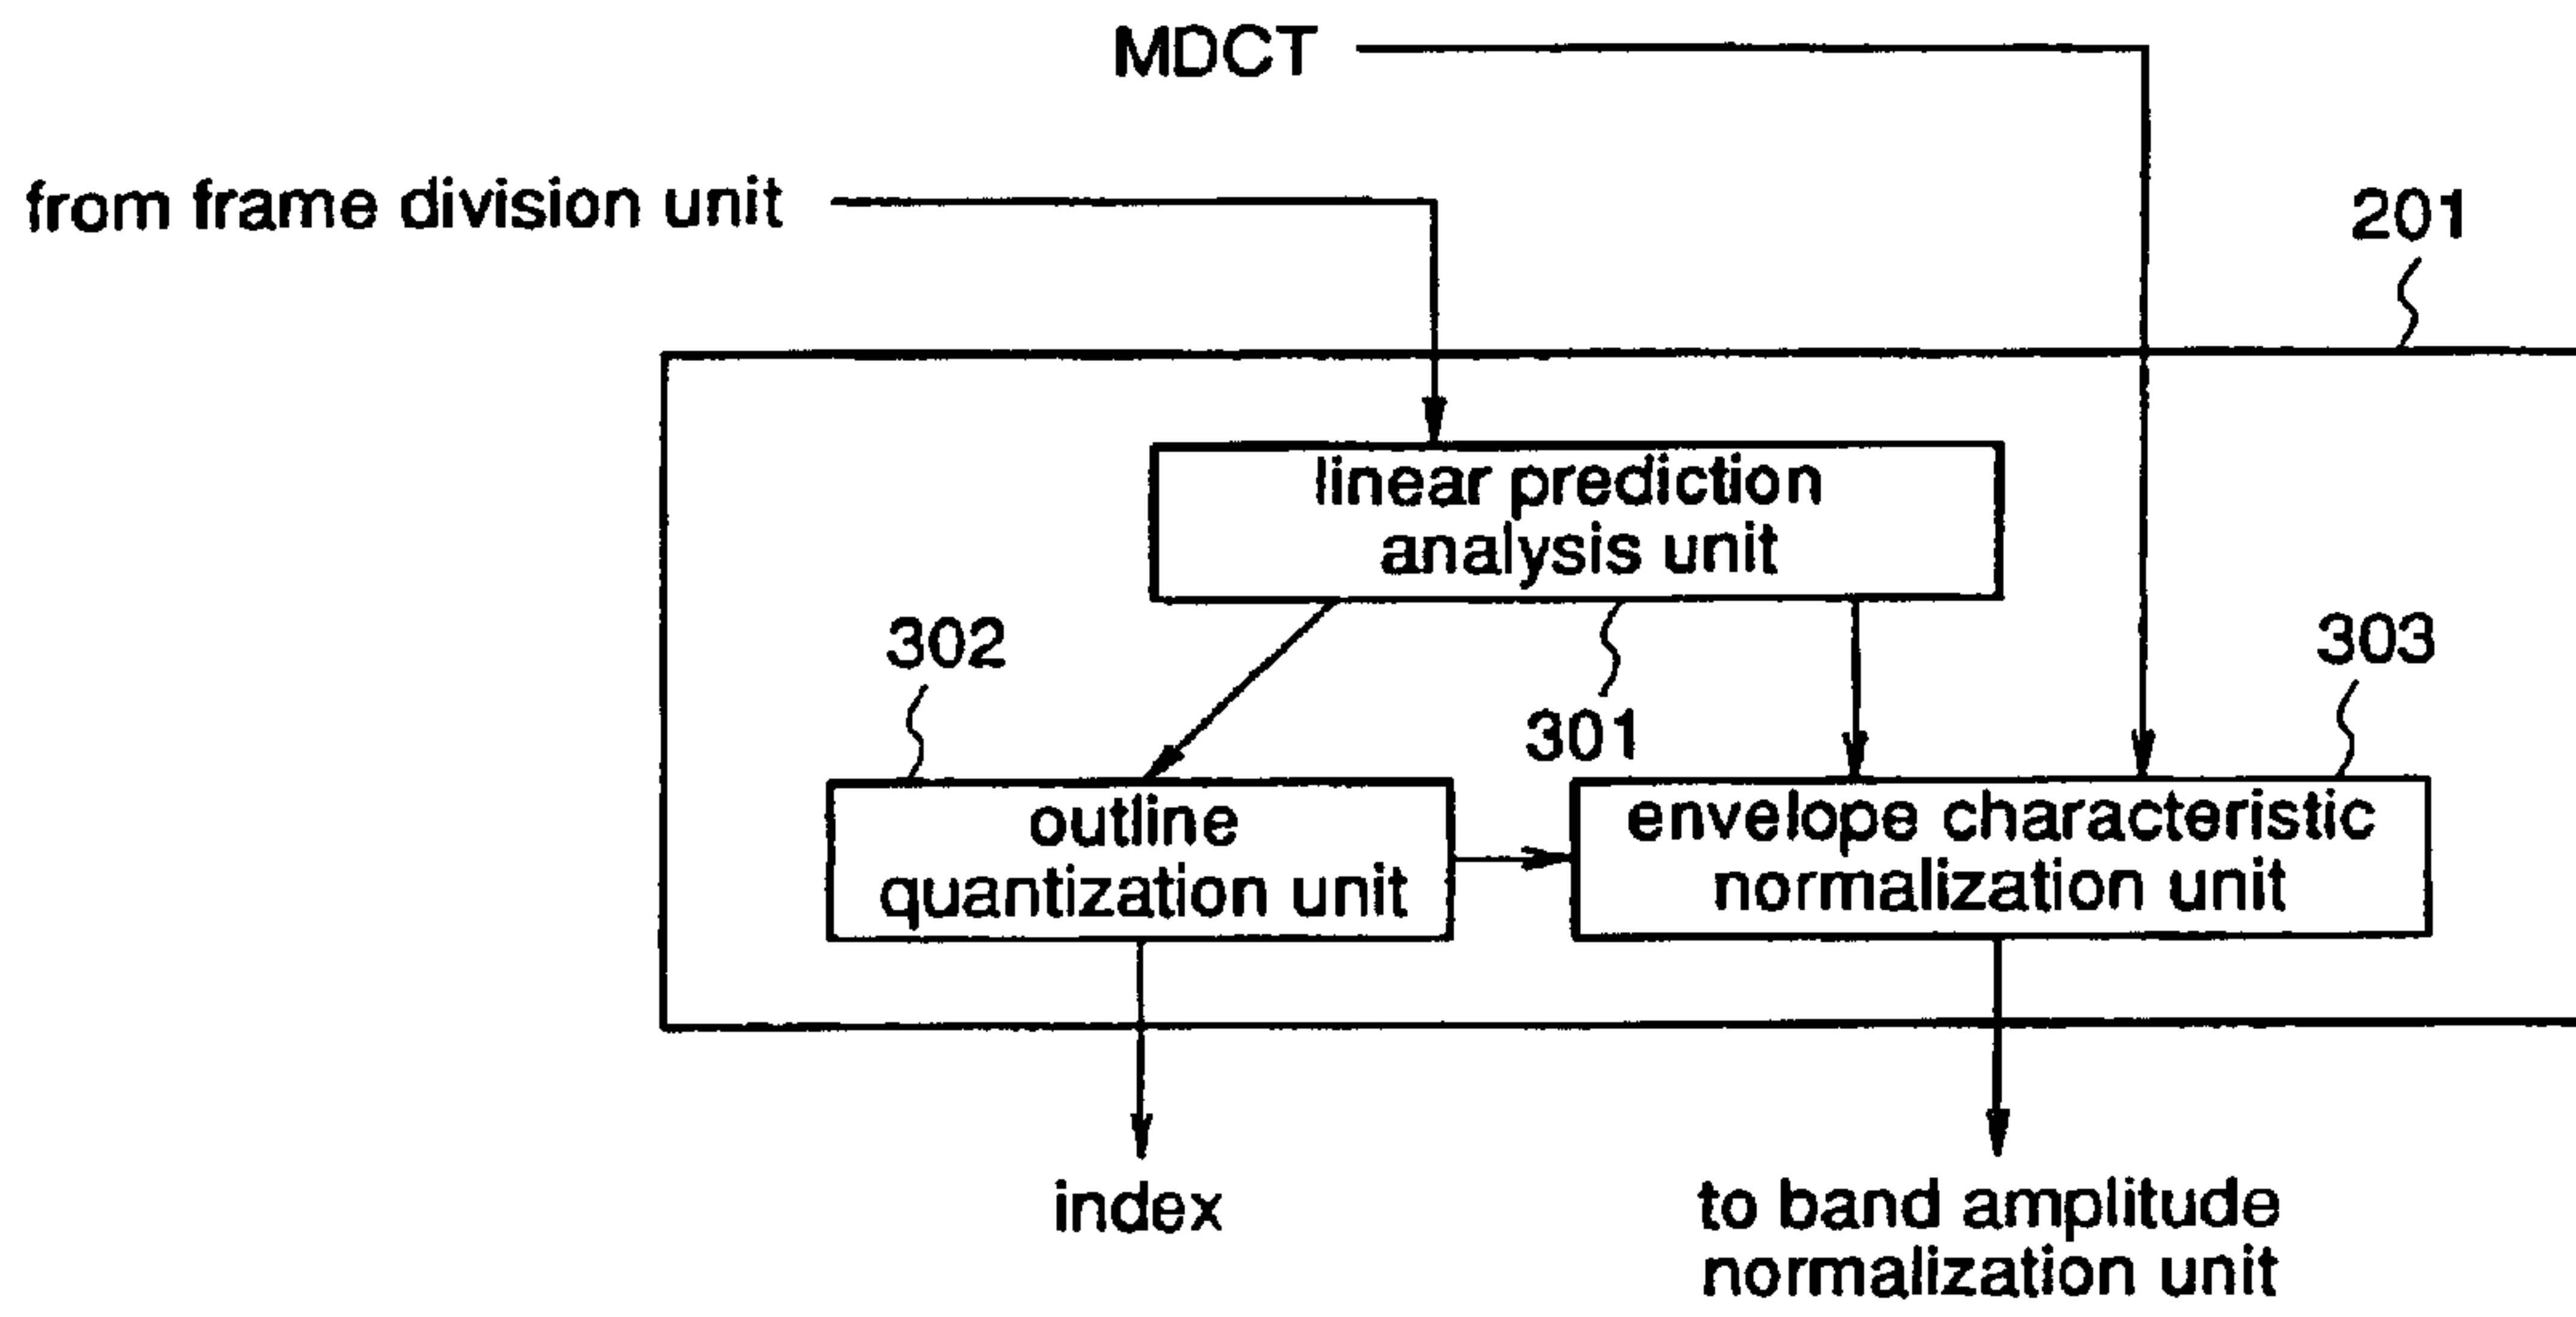 MDCT
from frame division unit
201
linear prediction
analysis unit
302
301
303
outline
quantization unit
envelope characteristic
normalization unit
index
to band amplitude
normalization unit